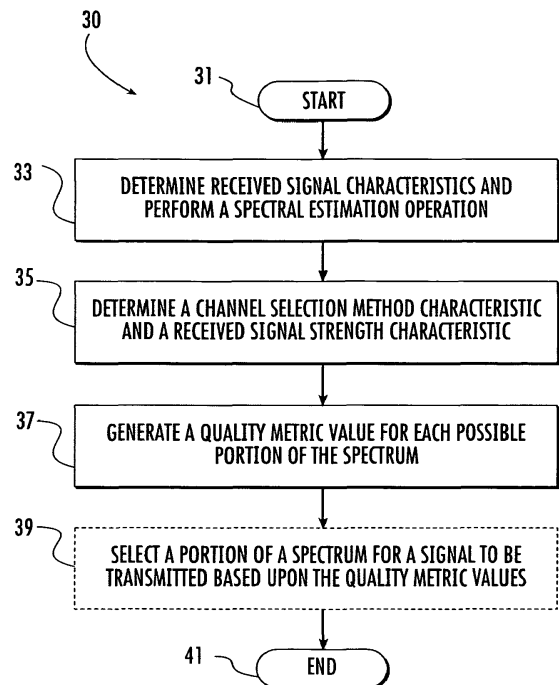 30
31
START
33
DETERMINE RECEIVED SIGNAL CHARACTERISTICS AND
PERFORM A SPECTRAL ESTIMATION OPERATION
35
DETERMINE A CHANNEL SELECTION METHOD CHARACTERISTIC
AND A RECEIVED SIGNAL STRENGTH CHARACTERISTIC
37
GENERATE A QUALITY METRIC VALUE FOR EACH POSSIBLE
PORTION OF THE SPECTRUM
39
SELECT A PORTION OF A SPECTRUM FOR A SIGNAL TO BE
TRANSMITTED BASED UPON THE QUALITY METRIC VALUES
41
END